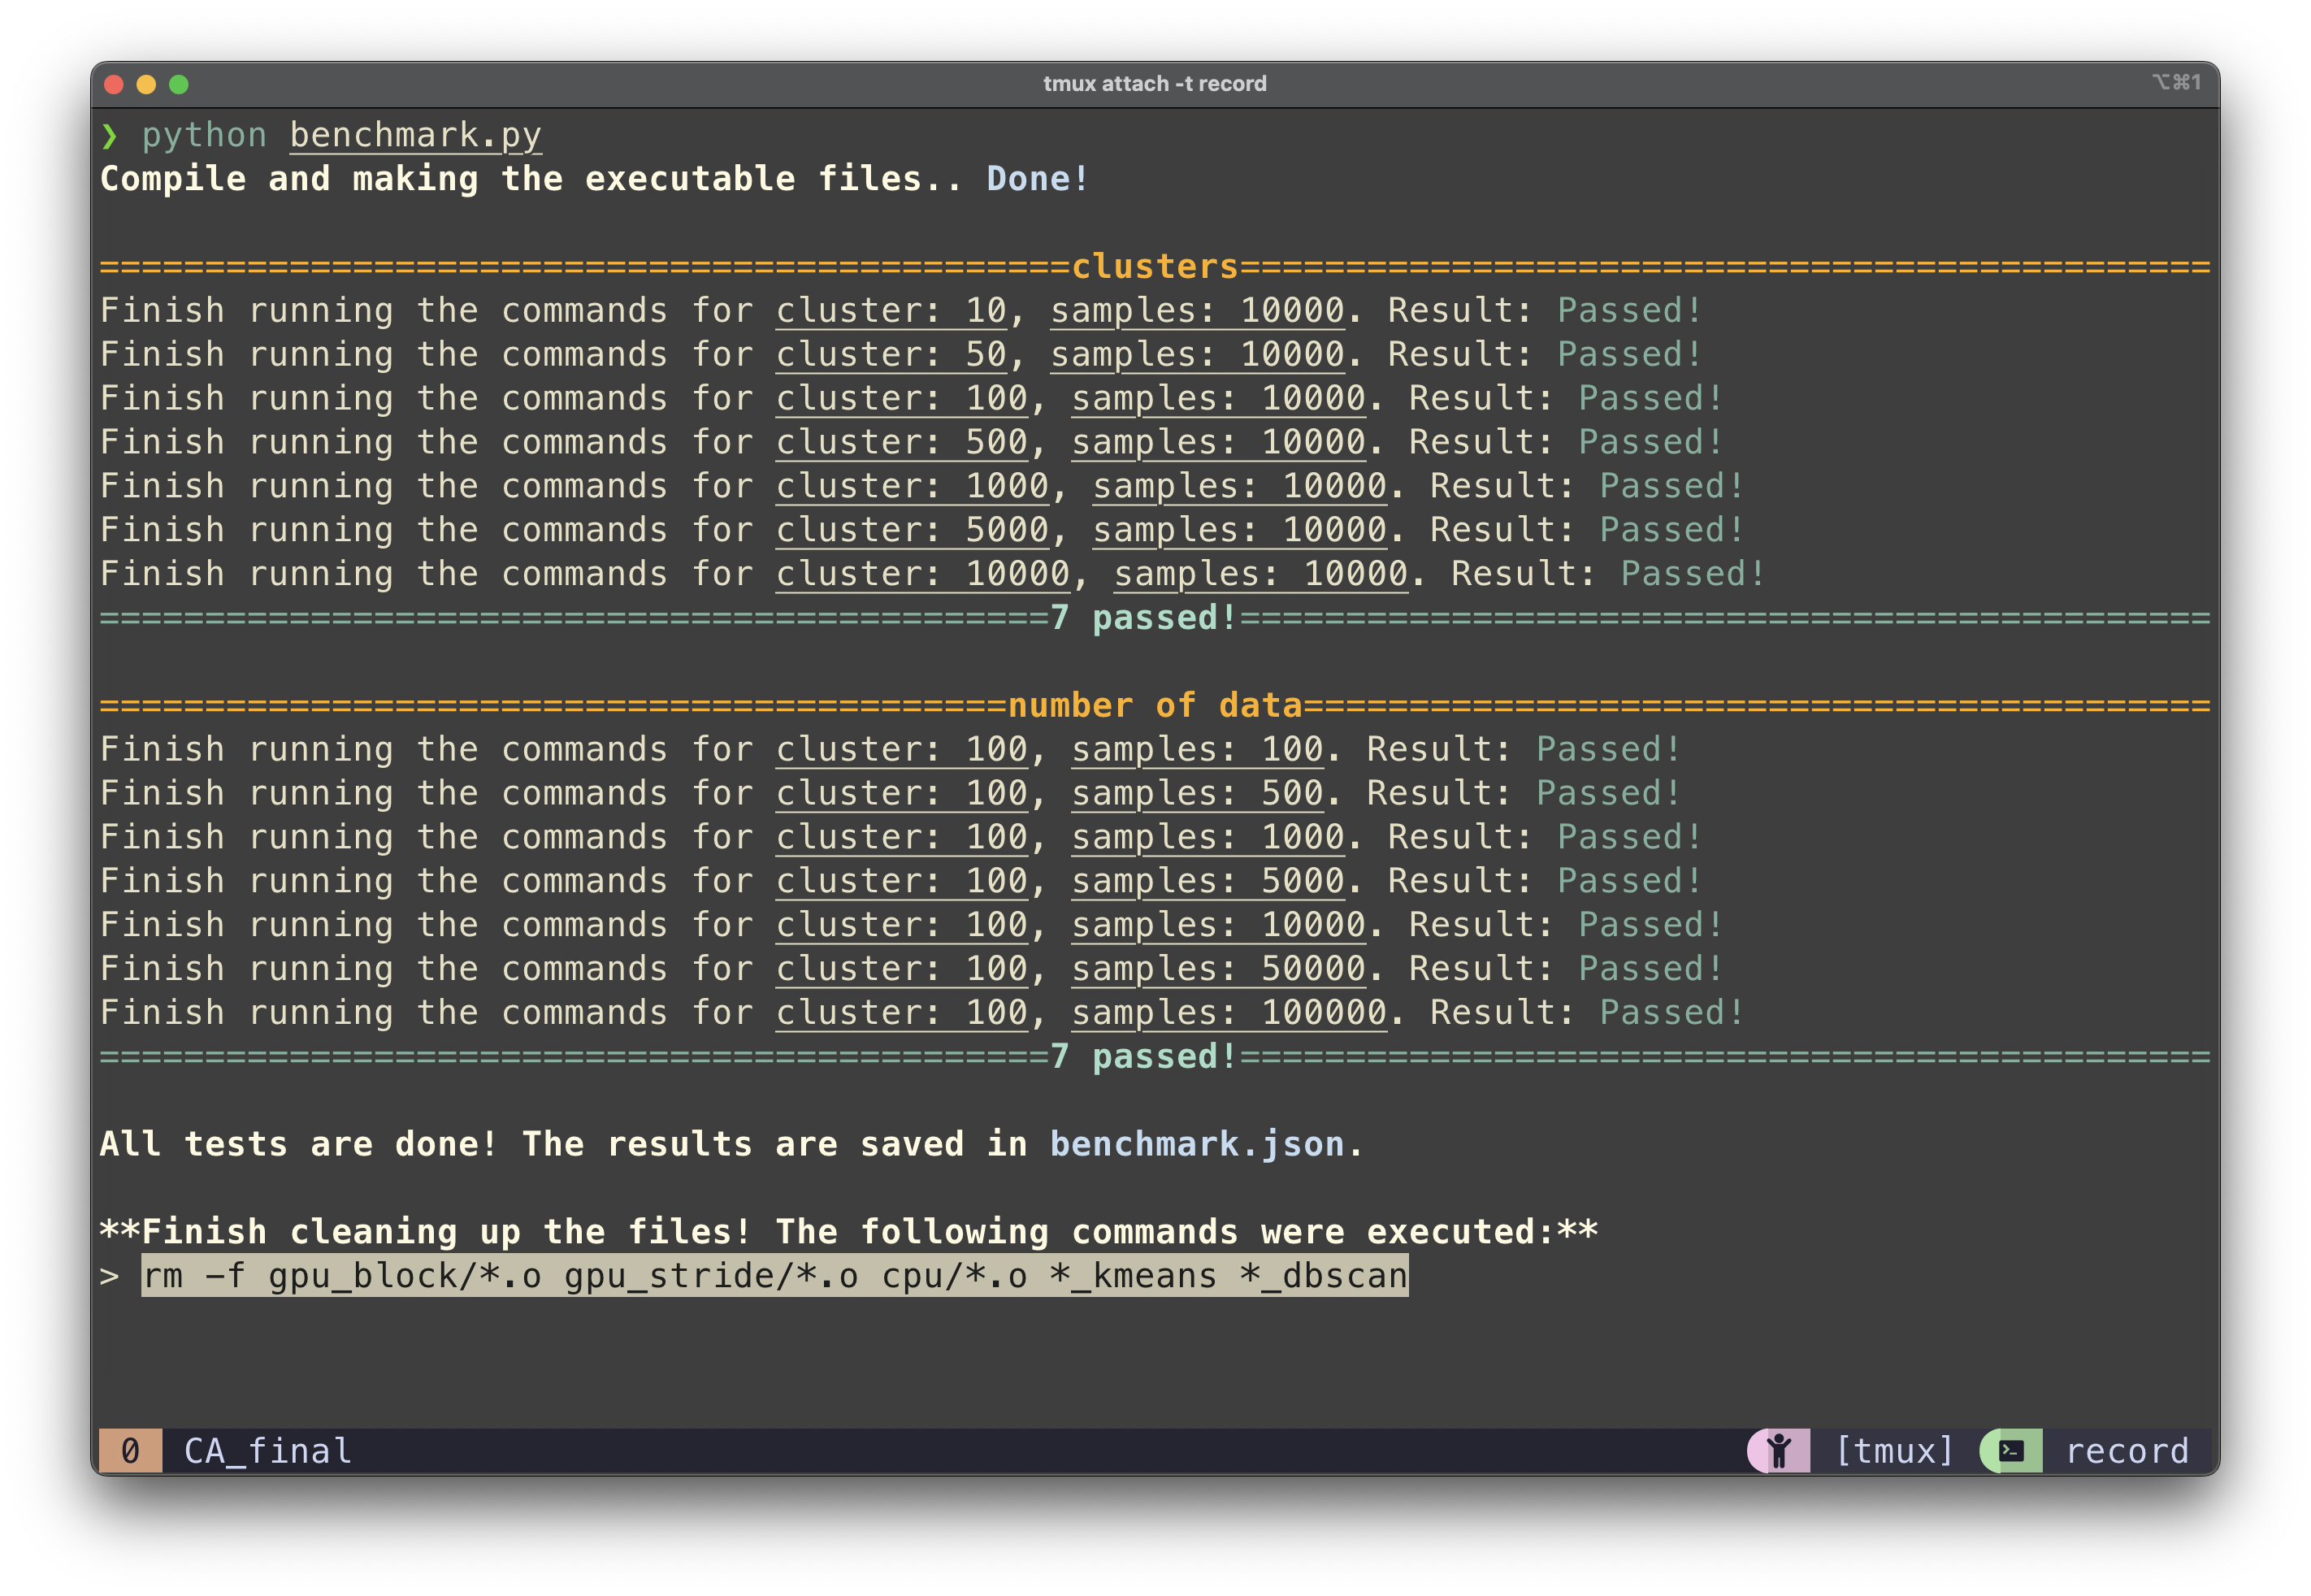 tmux attach -t record
⌥⌘1
❯ python benchmark.py
Compile and making the executable files.. Done!
==============================================clusters==============================================
Finish running the commands for cluster: 10, samples: 10000. Result: Passed!
Finish running the commands for cluster: 50, samples: 10000. Result: Passed!
Finish running the commands for cluster: 100, samples: 10000. Result: Passed!
Finish running the commands for cluster: 500, samples: 10000. Result: Passed!
Finish running the commands for cluster: 1000, samples: 10000. Result: Passed!
Finish running the commands for cluster: 5000, samples: 10000. Result: Passed!
Finish running the commands for cluster: 10000, samples: 10000. Result: Passed!
=============================================7 passed!==============================================
===========================================number of data===========================================
Finish running the commands for cluster: 100, samples: 100. Result: Passed!
Finish running the commands for cluster: 100, samples: 500. Result: Passed!
Finish running the commands for cluster: 100, samples: 1000. Result: Passed!
Finish running the commands for cluster: 100, samples: 5000. Result: Passed!
Finish running the commands for cluster: 100, samples: 10000. Result: Passed!
Finish running the commands for cluster: 100, samples: 50000. Result: Passed!
Finish running the commands for cluster: 100, samples: 100000. Result: Passed!
=============================================7 passed!==============================================
All tests are done! The results are saved in benchmark.json.
**Finish cleaning up the files! The following commands were executed:**
> rm -f gpu_block/*.o gpu_stride/*.o cpu/*.o *_kmeans *_dbscan
0 CA_final [tmux] record